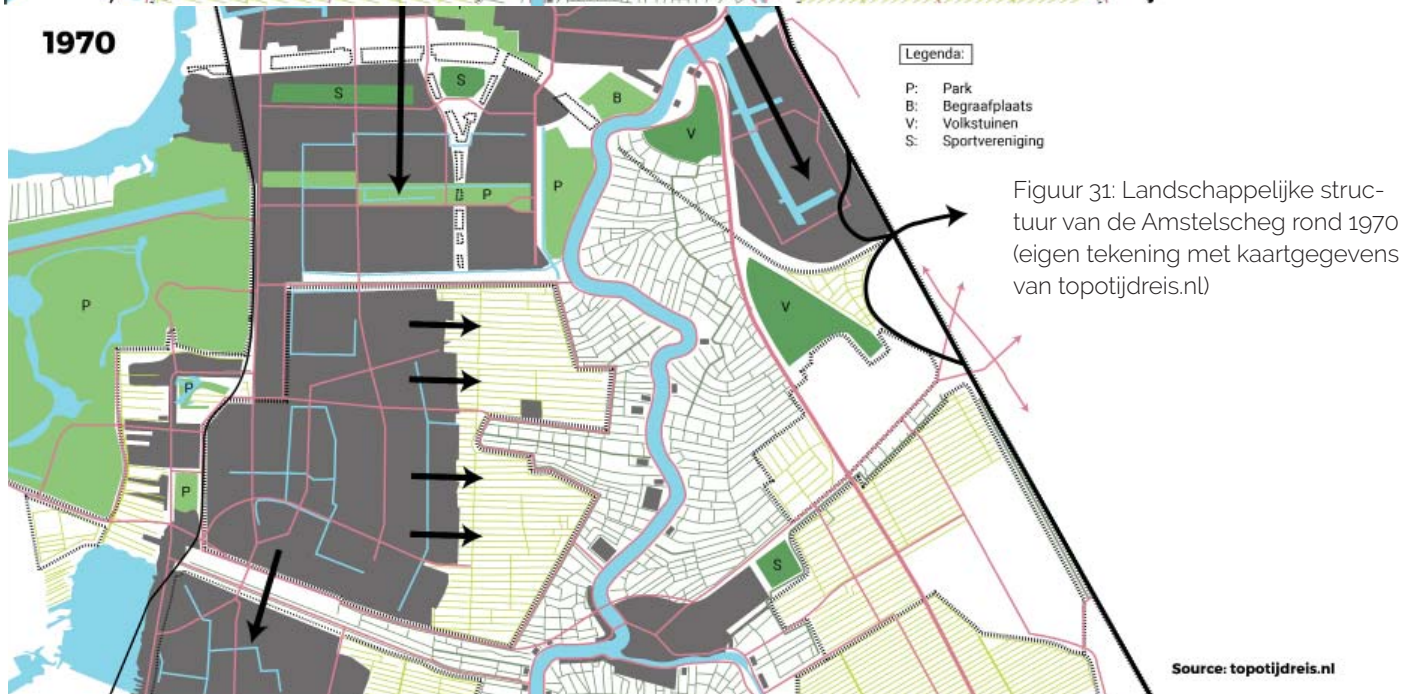 1970
Legenda:
P: Park
B: Begraafplaats
V: Volkstuinen
S: Sportvereniging
Figuur 31: Landschappelijke struc-
tuur van de Amstelscheg rond 1970
(eigen tekening met kaartgegevens
van topotijdreis.nl)
S
S
B
V
P
P
P
V
P
P
S
Source: topotijdreis.nl